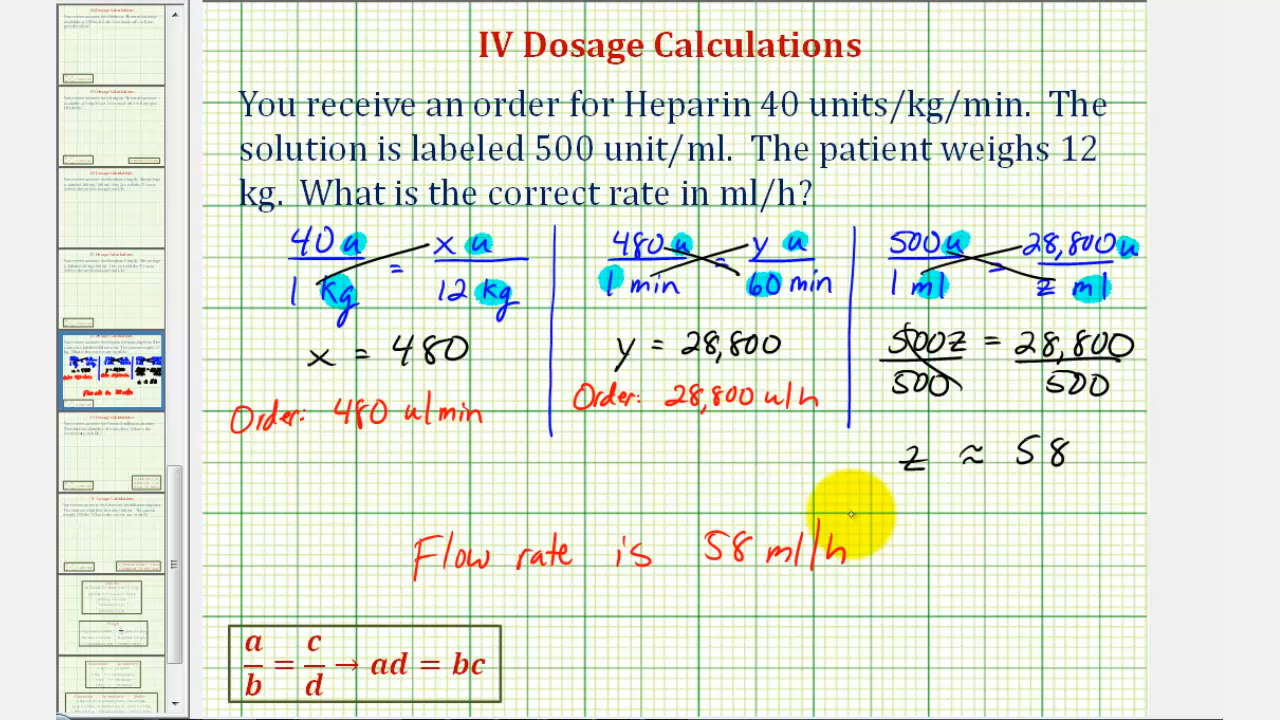 IV Dosage Calculations
You receive an order for Heparin 40 units/kg/min. The
solution is labeled 500 unit/ml. The patient weighs 12
kg. What is the correct rate in ml/h?
40 u / 1 kg = x u / 12 kg
x = 480
Order: 480 u/min
480 u / 1 min = y u / 60 min
y = 28,800
Order: 28,800 u/h
500 u / 1 ml = 28,800 u / z ml
500z / 500 = 28,800 / 500
z ≈ 58
Flow rate is 58 ml/h
a/b = c/d → ad = bc